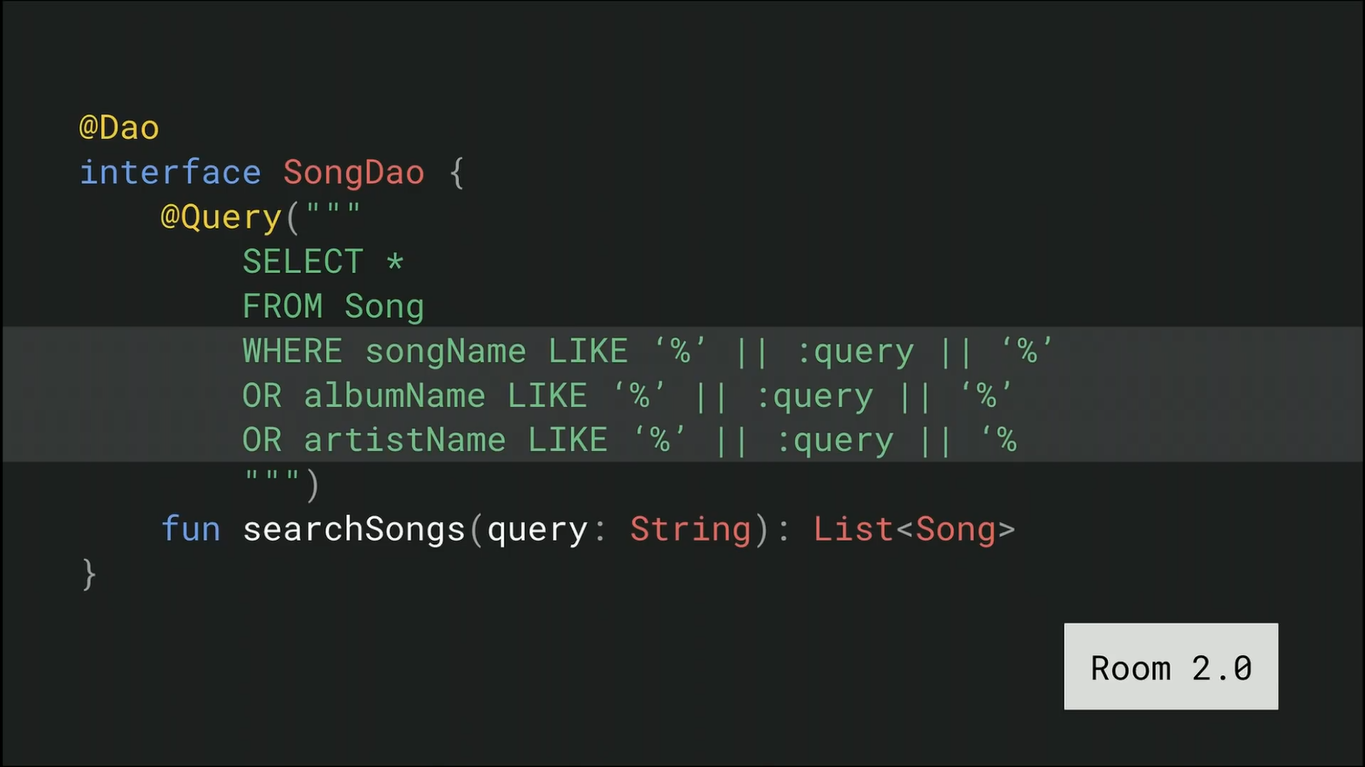 @Dao
interface SongDao {
@Query("""
SELECT *
FROM Song
WHERE songName LIKE ‘%’ || :query || ‘%’
OR albumName LIKE ‘%’ || :query || ‘%’
OR artistName LIKE ‘%’ || :query || ‘%
""")
fun searchSongs(query: String): List<Song>
}
Room 2.0